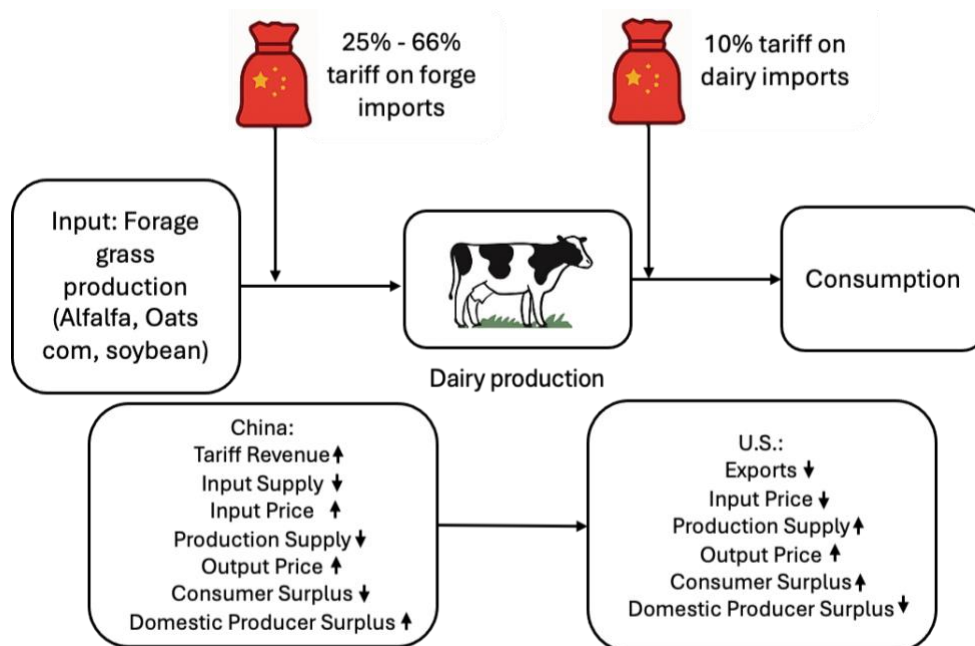 25% - 66%
tariff on forge
imports
10% tariff on
dairy imports
Input: Forage
grass
production
(Alfalfa, Oats
com, soybean)
Dairy production
Consumption
China:
Tariff Revenue↑
Input Supply↓
Input Price ↑
Production Supply↓
Output Price ↑
Consumer Surplus↓
Domestic Producer Surplus↑
U.S.:
Exports ↓
Input Price ↓
Production Supply↑
Output Price ↑
Consumer Surplus↑
Domestic Producer Surplus↓